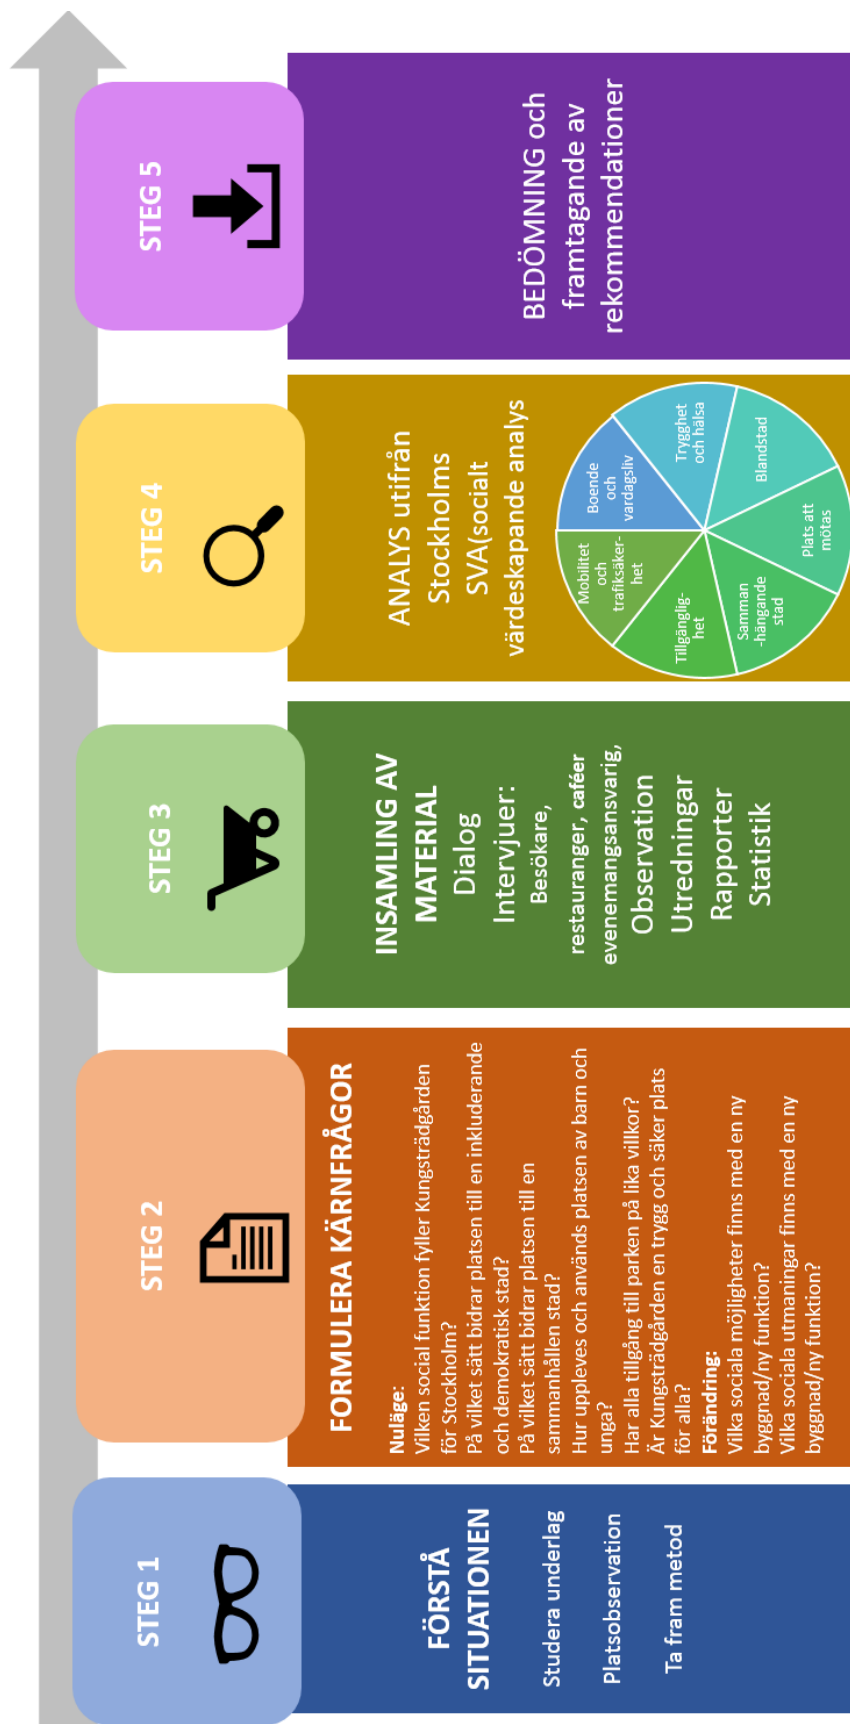 STEG 1
FÖRSTÅ
SITUATIONEN
Studera underlag
Platsobservation
Ta fram metod
STEG 2
FORMULERA KÄRNFRÅGOR
Nuläge:
Vilken social funktion fyller Kungsträdgården
för Stockholm?
På vilket sätt bidrar platsen till en inkluderande
och demokratisk stad?
På vilket sätt bidrar platsen till en
sammanhållen stad?
Hur uppleves och används platsen av barn och
unga?
Har alla tillgång till parken på lika villkor?
Är Kungsträdgården en trygg och säker plats
för alla?
Förändring:
Vilka sociala möjligheter finns med en ny
byggnad/ny funktion?
Vilka sociala utmaningar finns med en ny
byggnad/ny funktion?
STEG 3
INSAMLING AV
MATERIAL
Dialog
Intervjuer:
Besökare,
restauranger, caféer
evenemangsansvarig,
Observation
Utredningar
Rapporter
Statistik
STEG 4
ANALYS utifrån
Stockholms
SVA(socialt
värdeskapande analys
Boende
och
vardagsliv
Trygghet
och hälsa
Blandstad
Plats att
mötas
Samman
-hängande
stad
Tillgänglig-
het
Mobilitet
och
trafiksäker-
het
STEG 5
BEDÖMNING och
framtagande av
rekommendationer